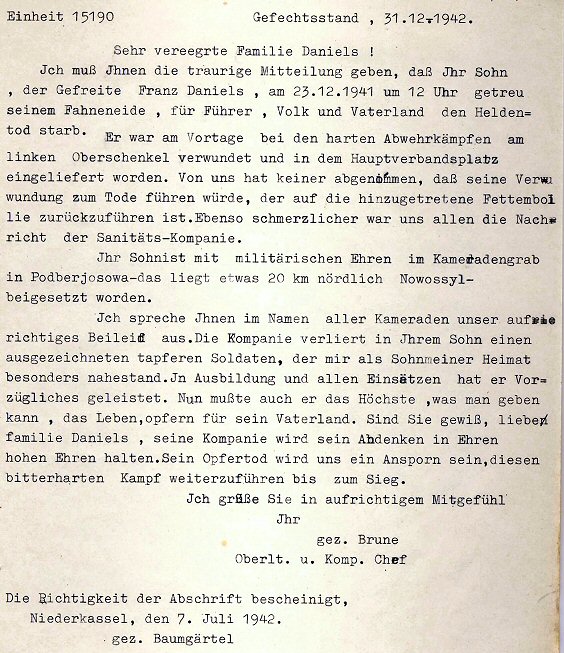 Einheit 15190 Gefechtsstand , 31.12.1942.
Sehr vereegrte Familie Daniels !
Jch muß Jhnen die traurige Mitteilung geben, daß Jhr Sohn
, der Gefreite Franz Daniels , am 23.12.1941 um 12 Uhr getreu
seinem Fahneneide , für Führer , Volk und Vaterland den Helden=
tod starb.
Er war am Vortage bei den harten Abwehrkämpfen am
linken Oberschenkel verwundet und in dem Hauptverbandsplatz
eingeliefert worden. Von uns hat keiner abgenommen, daß seine Verwu
wundung zum Tode führen würde, der auf die hinzugetretene Fettembol
lie zurückzuführen ist.Ebenso schmerzlicher war uns allen die Nach=
richt der Sanitäts-Kompanie.
Jhr Sohnist mit militärischen Ehren im Kameradengrab
in Podberjosowa-das liegt etwas 20 km nördlich Nowossyl-
beigesetzt worden.
Jch spreche Jhnen im Namen aller Kameraden unser auf=
richtiges Beileid aus.Die Kompanie verliert in Jhrem Sohn einen
ausgezeichneten tapferen Soldaten, der mir als Sohnmeiner Heimat
besonders nahestand.Jn Ausbildung und allen Einsätzen hat er Vor=
zügliches geleistet. Nun mußte auch er das Höchste ,was man geben
kann , das Leben,opfern für sein Vaterland. Sind Sie gewiß, liebe
familie Daniels , seine Kompanie wird sein Andenken in Ehren
hohen Ehren halten.Sein Opfertod wird uns ein Ansporn sein,diesen
bitterharten Kampf weiterzuführen bis zum Sieg.
Jch grüße Sie in aufrichtigem Mitgefühl
Jhr
gez. Brune
Oberlt. u. Komp. Chef
Die Richtigkeit der Abschrift bescheinigt,
Niederkassel, den 7. Juli 1942.
gez. Baumgärtel